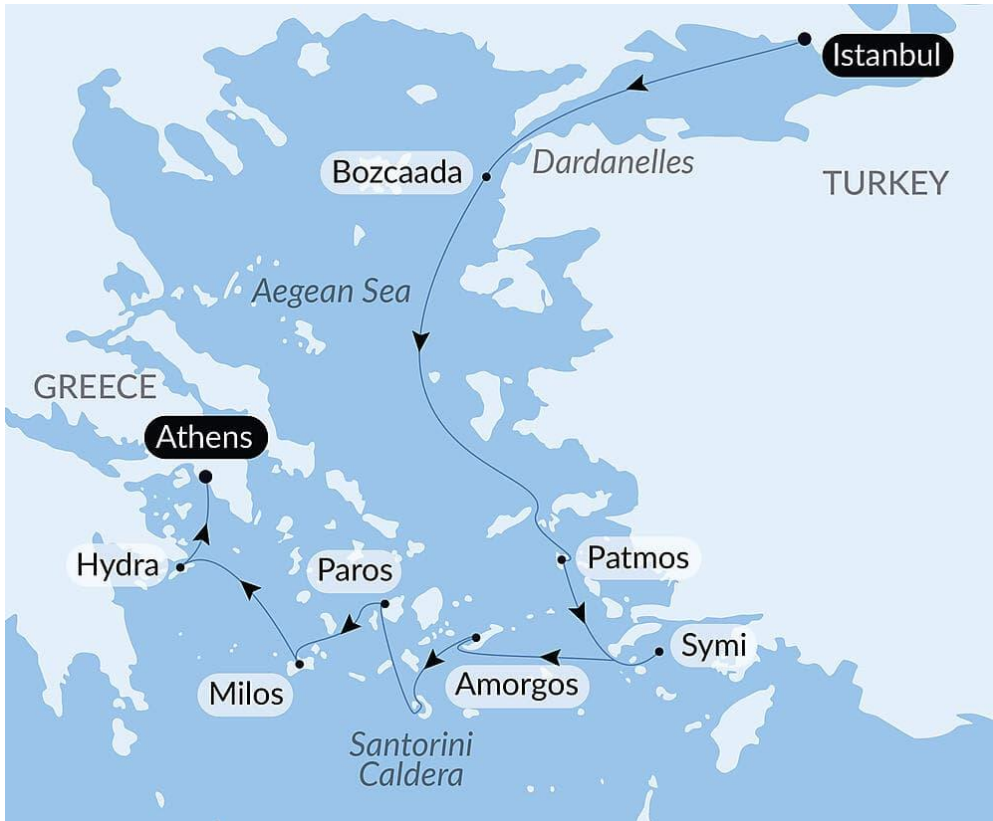 Istanbul
Dardanelles
Bozcaada
TURKEY
Aegean Sea
GREECE
Athens
Hydra
Paros
Patmos
Symi
Milos
Amorgos
Santorini
Caldera